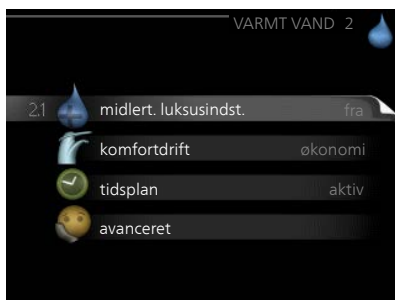 VARMT VAND 2
2.1 midlert. luksusindst. fra
komfortdrift økonomi
tidsplan aktiv
avanceret